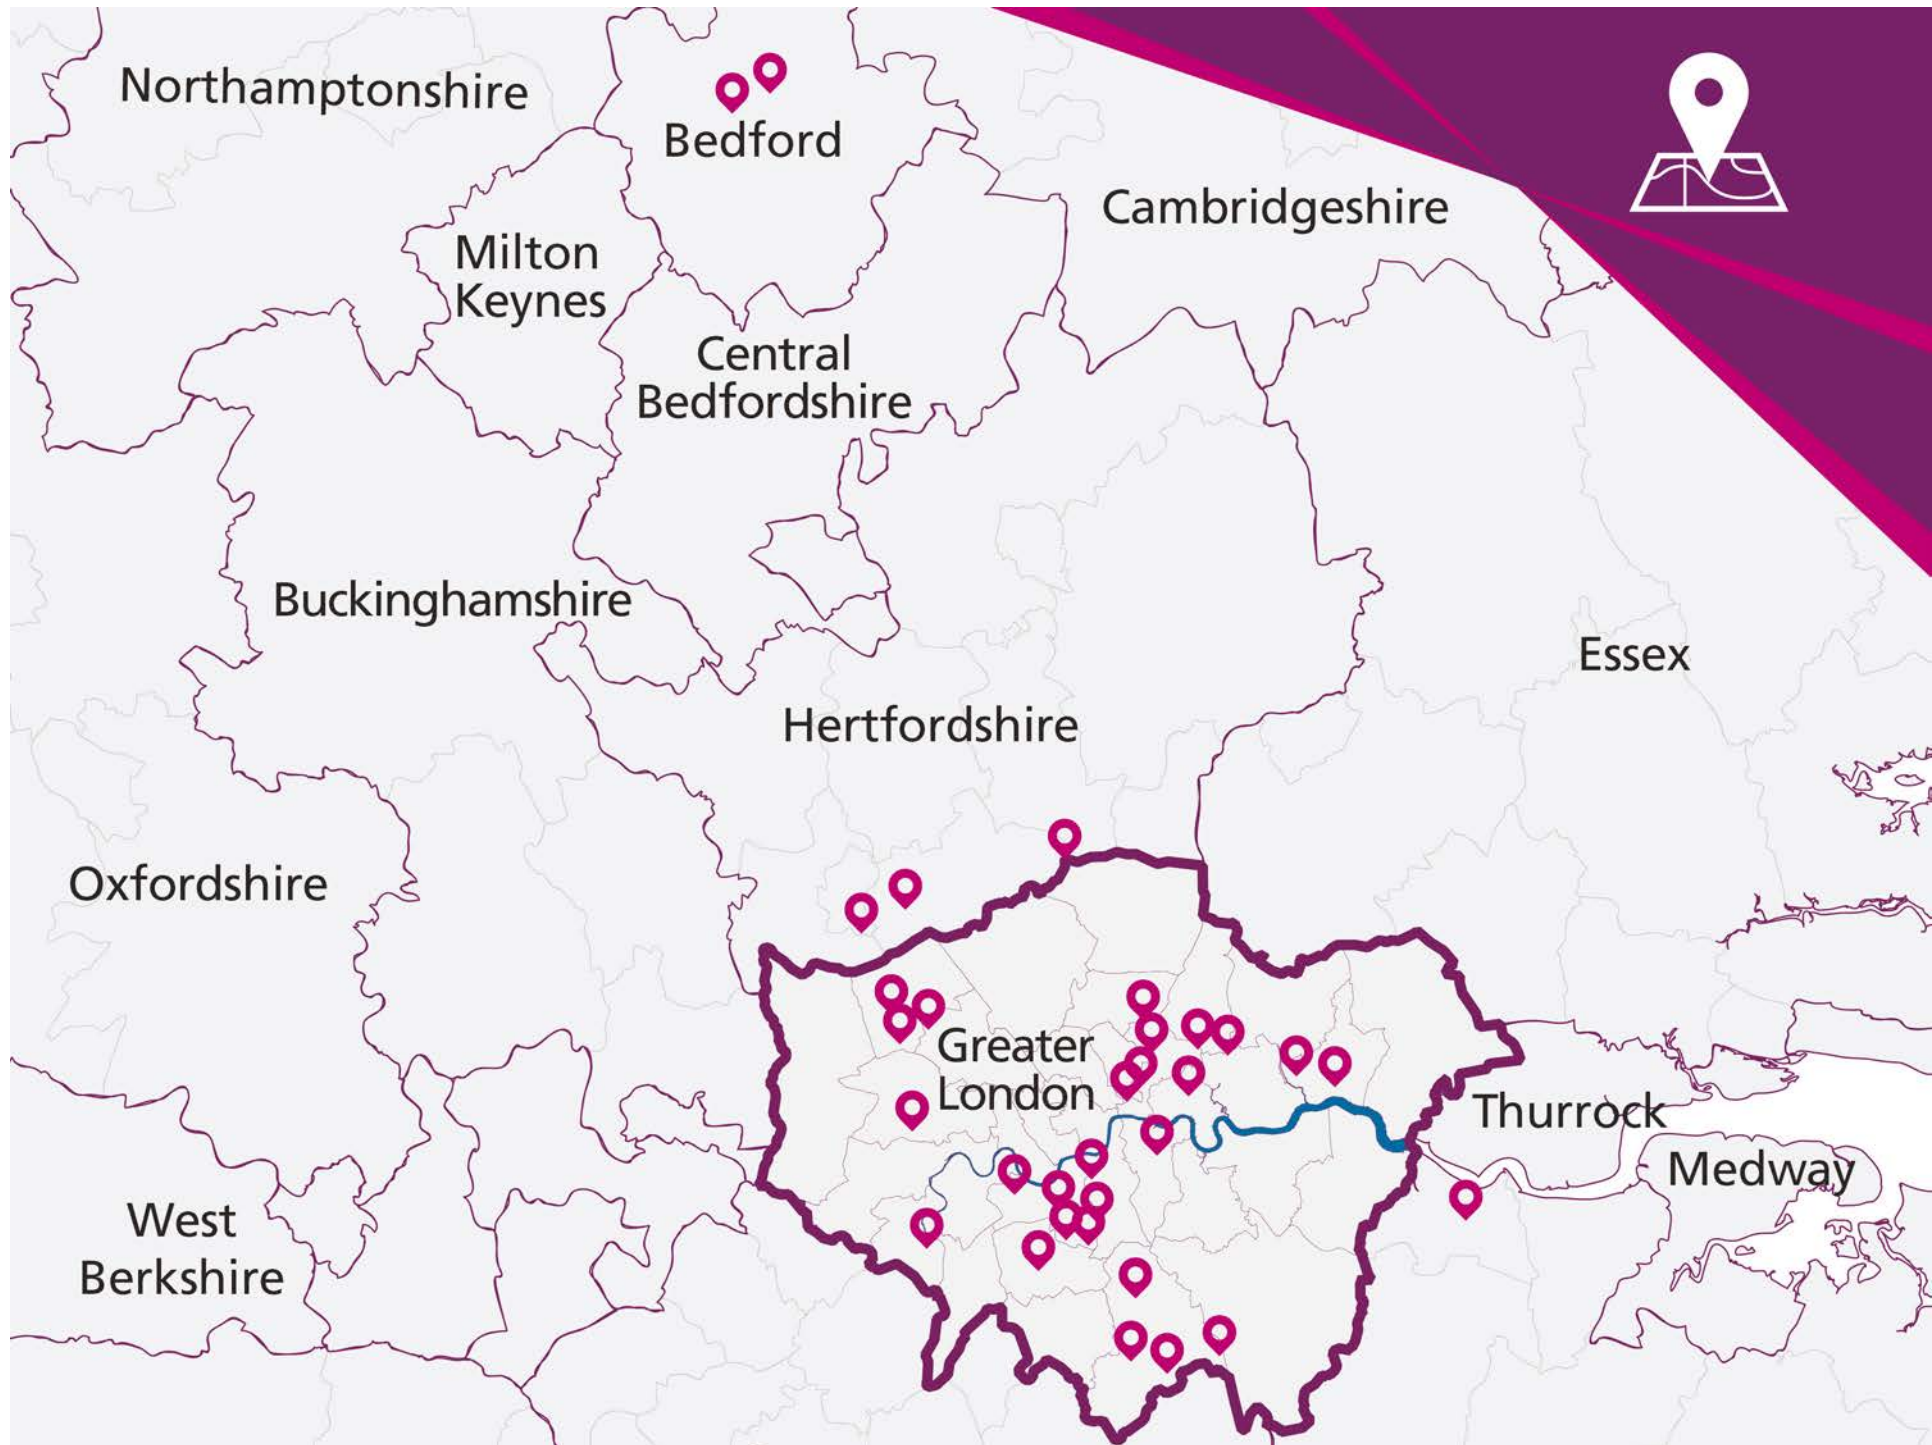 Northamptonshire
Bedford
Cambridgeshire
Milton
Keynes
Central
Bedfordshire
Buckinghamshire
Essex
Hertfordshire
Oxfordshire
Greater
London
Thurrock
Medway
West
Berkshire